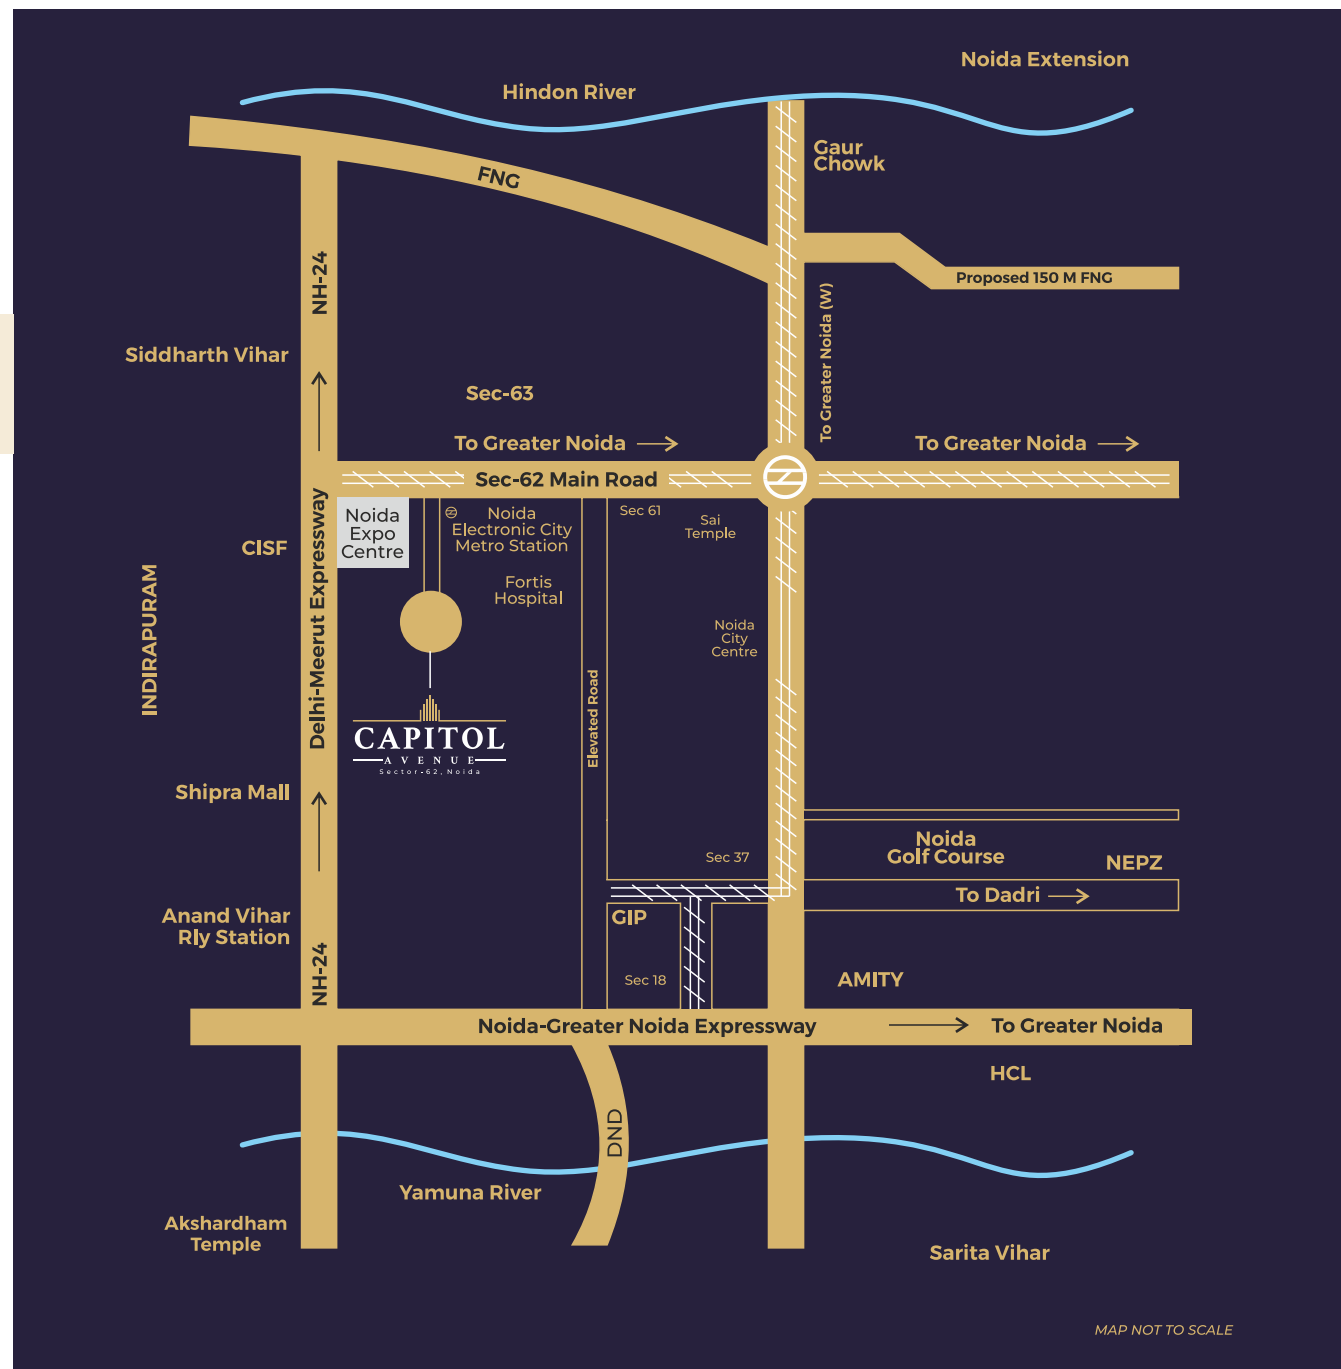 Noida Extension
Hindon River
Gaur
Chowk
FNG
NH-24
Proposed 150 M FNG
To Greater Noida (W)
Siddharth Vihar
Sec-63
To Greater Noida
To Greater Noida
Sec-62 Main Road
Noida
Expo
Centre
Noida
Electronic City
Metro Station
Sec 61
Sai
Temple
CISF
Delhi-Meerut Expressway
INDIRAPURAM
Fortis
Hospital
Noida
City
Centre
Elevated Road
CAPITOL
AVENUE
Sector-62, Noida
Shipra Mall
Noida
Golf Course
NEPZ
Sec 37
To Dadri
Anand Vihar
Rly Station
GIP
NH-24
Sec 18
AMITY
Noida-Greater Noida Expressway
To Greater Noida
HCL
DND
Yamuna River
Akshardham
Temple
Sarita Vihar
MAP NOT TO SCALE